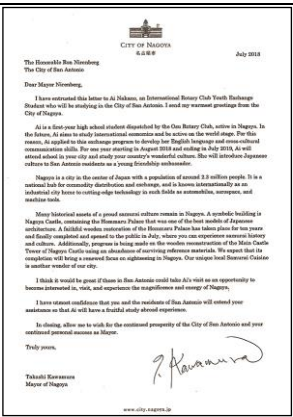 CITY OF NAGOYA
名古屋市
July 2018
The Honorable Ron Nirenberg
The City of San Antonio
Dear Mayor Nirenberg,
I have entrusted this letter to Ai Nakano, an International Rotary Club Youth Exchange
Student who will be studying in the City of San Antonio. I send my warmest greetings from the
City of Nagoya.
Ai is a first-year high school student dispatched by the Ozu Rotary Club, active in Nagoya. In
the future, Ai aims to study international economics and be active on the world stage. For this
reason, Ai applied to this exchange program to develop her English language and cross-cultural
communication skills. For one year starting in August 2018 and ending in July 2019, Ai will
attend school in your city and study your country's wonderful culture. She will introduce Japanese
culture to San Antonio residents as a young friendship ambassador.
Nagoya is a city in the center of Japan with a population of around 2.3 million people. It is a
national hub for commodity distribution and exchange, and is known internationally as an
industrial city home to cutting-edge technology in such fields as automobiles, aerospace, and
machine tools.
Many historical assets of a proud samurai culture remain in Nagoya. A symbolic building is
Nagoya Castle, containing the Hommaru Palace that was one of the best models of Japanese
architecture. A faithful wooden restoration of the Hommaru Palace has taken place for ten years
and finally completed and opened to the public in July, where you can experience samurai history
and culture. Additionally, progress is being made on the wooden reconstruction of the Main Castle
Tower of Nagoya Castle using an abundance of surviving reference materials. We expect that its
completion will bring a renewed focus on sightseeing in Nagoya. Our unique local Samurai Cuisine
is another wonder of our city.
I think it would be great if those in San Antonio could take Ai's visit as an opportunity to
become interested in, visit, and experience the magnificence and energy of Nagoya.
I have utmost confidence that you and the residents of San Antonio will extend your
assistance so that Ai will have a fruitful study abroad experience.
In closing, allow me to wish for the continued prosperity of the City of San Antonio and your
continued personal success as Mayor.
Truly yours,
T. Kawamura
Takashi Kawamura
Mayor of Nagoya
www.city.nagoya.jp